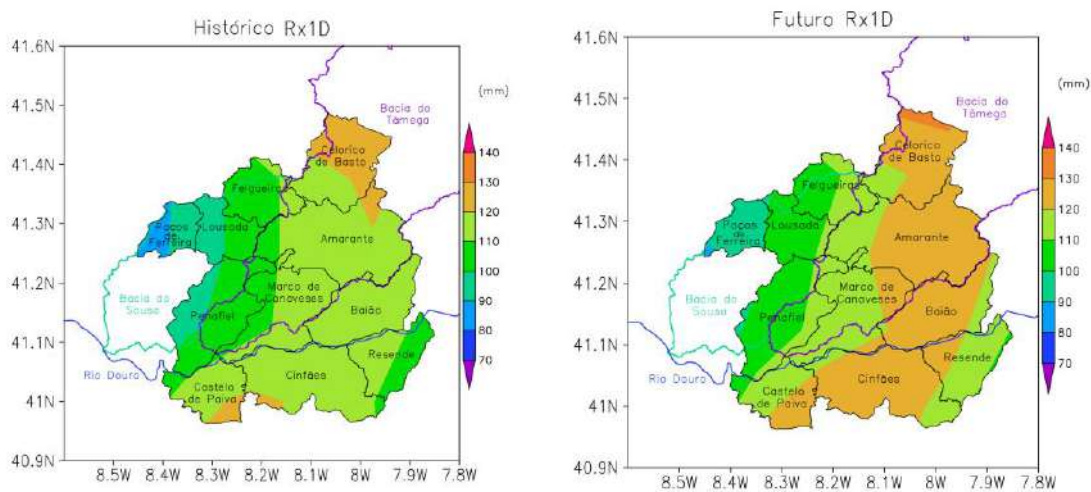 Histórico Rx1D
41.6N
41.5N
41.4N
41.3N
41.2N
41.1N
41N
40.9N
8.5W 8.4W 8.3W 8.2W 8.1W 8W 7.9W 7.8W
(mm)
140
130
120
110
100
90
80
70
Bacia do
Tâmega
Celorico
de Basto
Felgueiras
Paços
de
Ferreira
Lousada
Amarante
Marco de
Canaveses
Bacia do
Sousa
Penafiel
Baião
Resende
Rio Douro
Cinfães
Castelo
de Paiva
Futuro Rx1D
41.6N
41.5N
41.4N
41.3N
41.2N
41.1N
41N
40.9N
8.5W 8.4W 8.3W 8.2W 8.1W 8W 7.9W 7.8W
(mm)
140
130
120
110
100
90
80
70
Bacia do
Tâmega
Celorico
de Basto
Felgueiras
Paços
de
Ferreira
Lousada
Amarante
Marco de
Canaveses
Bacia do
Sousa
Penafiel
Baião
Resende
Rio Douro
Cinfães
Castelo
de Paiva